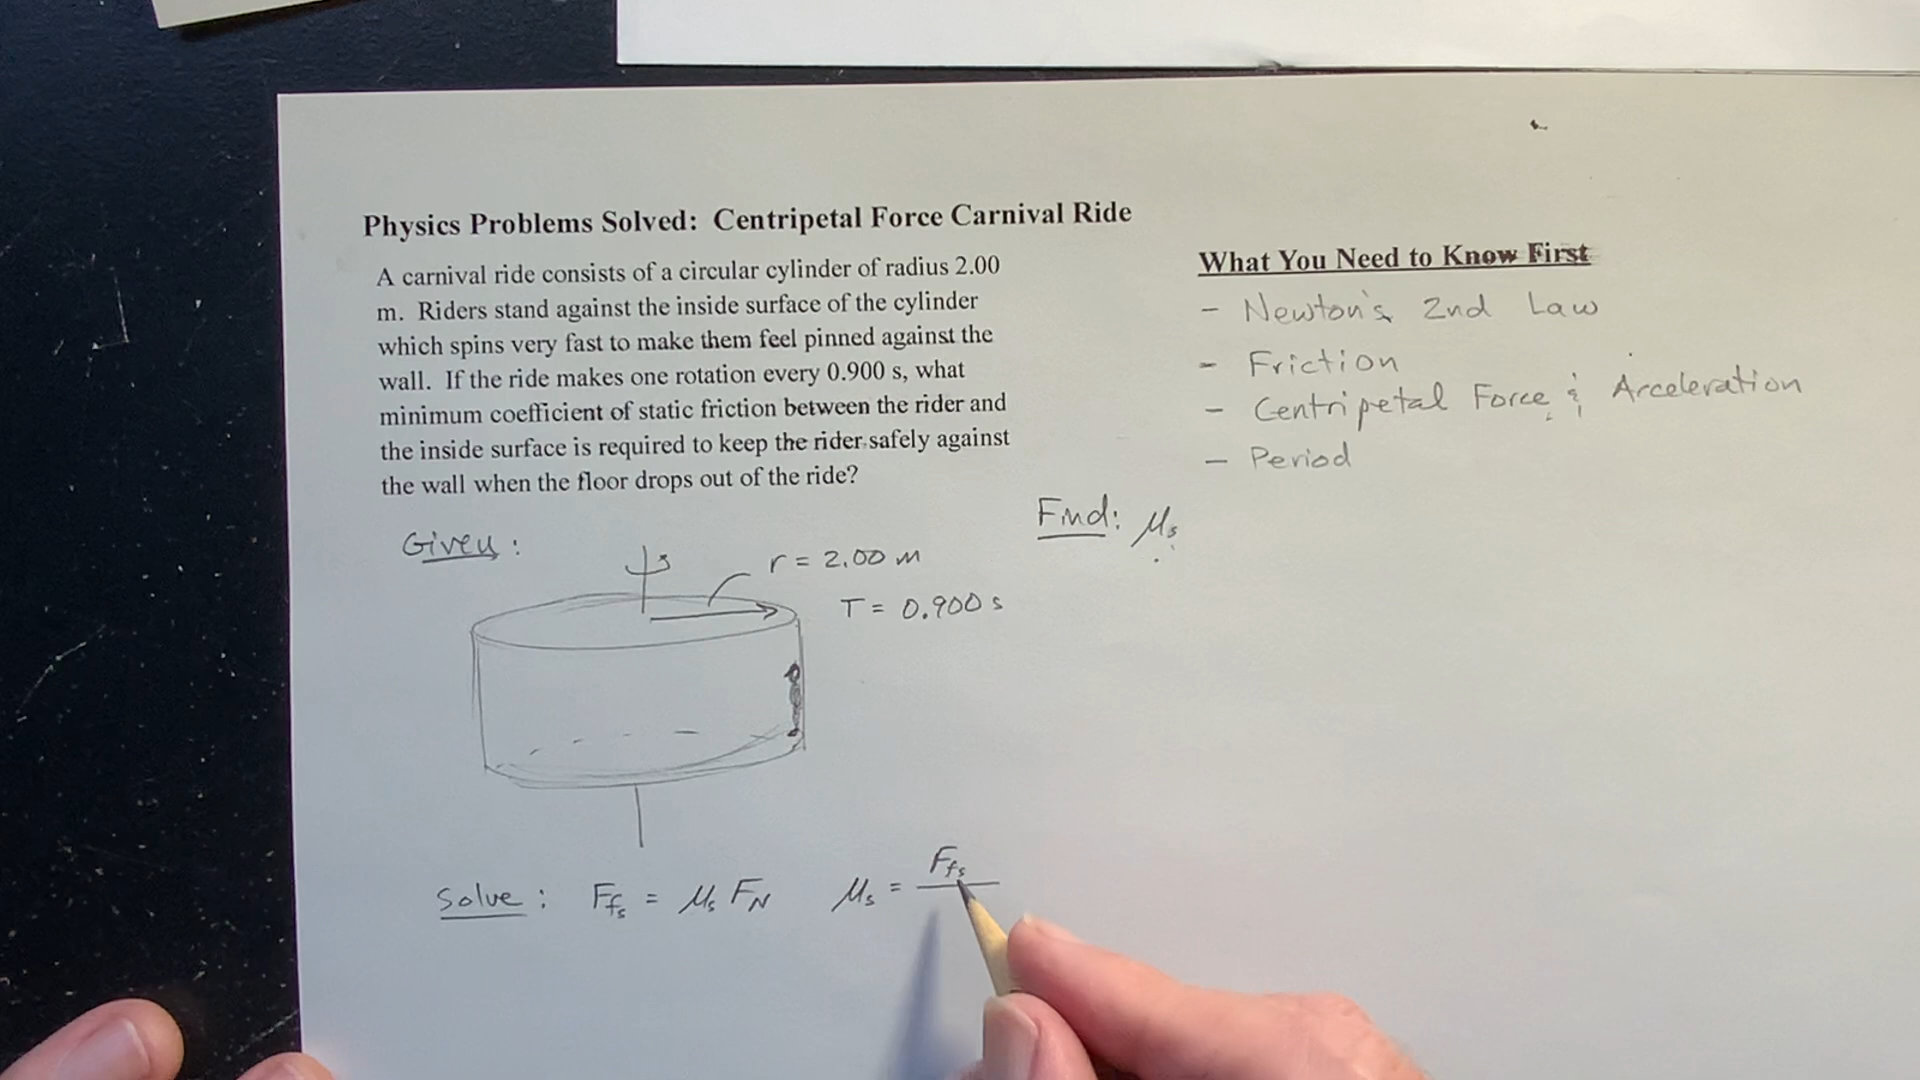 Physics Problems Solved: Centripetal Force Carnival Ride
A carnival ride consists of a circular cylinder of radius 2.00
m. Riders stand against the inside surface of the cylinder
which spins very fast to make them feel pinned against the
wall. If the ride makes one rotation every 0.900 s, what
minimum coefficient of static friction between the rider and
the inside surface is required to keep the rider safely against
the wall when the floor drops out of the ride?
What You Need to Know First
- Newton's 2nd Law
- Friction
- Centripetal Force & Acceleration
- Period
Given:
r = 2.00 m
T = 0.900 s
Find: μs
Solve: Ffs = μs FN μs = Ffs/